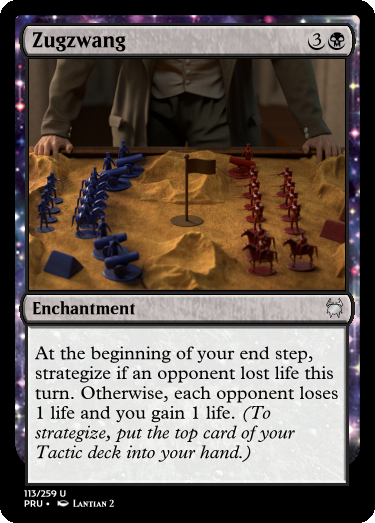 Zugzwang 3
Enchantment
At the beginning of your end step,
strategize if an opponent lost life this
turn. Otherwise, each opponent loses
1 life and you gain 1 life. (To
strategize, put the top card of your
Tactic deck into your hand.)
113/259 U
PRU • Lantian 2